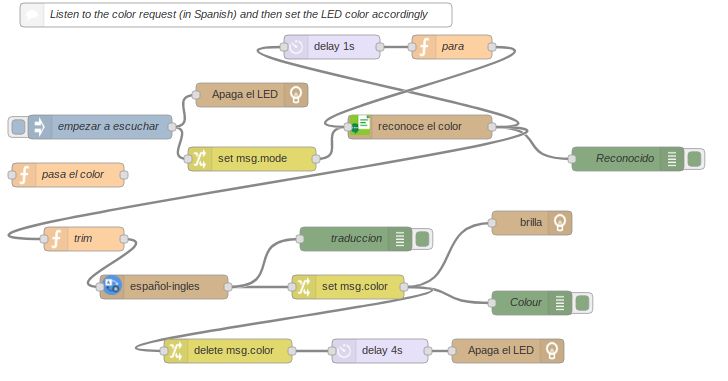 Listen to the color request (in Spanish) and then set the LED color accordingly
delay 1s
para
Apaga el LED
empezar a escuchar
reconoce el color
set msg.mode
Reconocido
pasa el color
trim
traduccion
brilla
español-ingles
set msg.color
Colour
delete msg.color
delay 4s
Apaga el LED